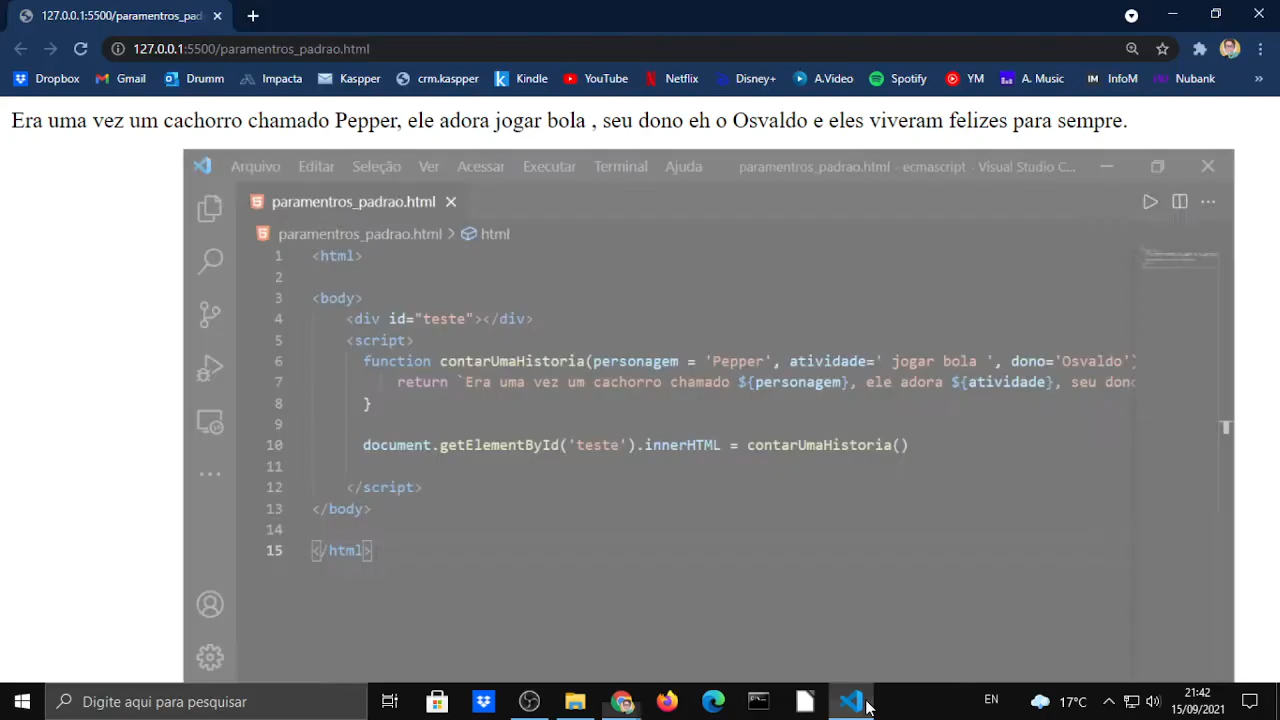 127.0.0.1:5500/paramentros_pad
127.0.0.1:5500/paramentros_padrao.html
Dropbox Gmail Drumm Impacta Kaspper crm.kaspper Kindle YouTube Netflix Disney+ A.Video Spotify YM A. Music IM InfoM NU Nubank »
Era uma vez um cachorro chamado Pepper, ele adora jogar bola , seu dono eh o Osvaldo e eles viveram felizes para sempre.
Arquivo Editar Seleção Ver Acessar Executar Terminal Ajuda paramentros_padrao.html - ecmascript - Visual Studio C...
paramentros_padrao.html
paramentros_padrao.html > html
1 <html>
2
3 <body>
4 <div id="teste"></div>
5 <script>
6 function contarUmaHistoria(personagem = 'Pepper', atividade=' jogar bola ', dono='Osvaldo')
7 return `Era uma vez um cachorro chamado ${personagem}, ele adora ${atividade}, seu dono
8 }
9
10 document.getElementById('teste').innerHTML = contarUmaHistoria()
11
12 </script>
13 </body>
14
15 </html>
Digite aqui para pesquisar
EN
17°C
21:42
15/09/2021